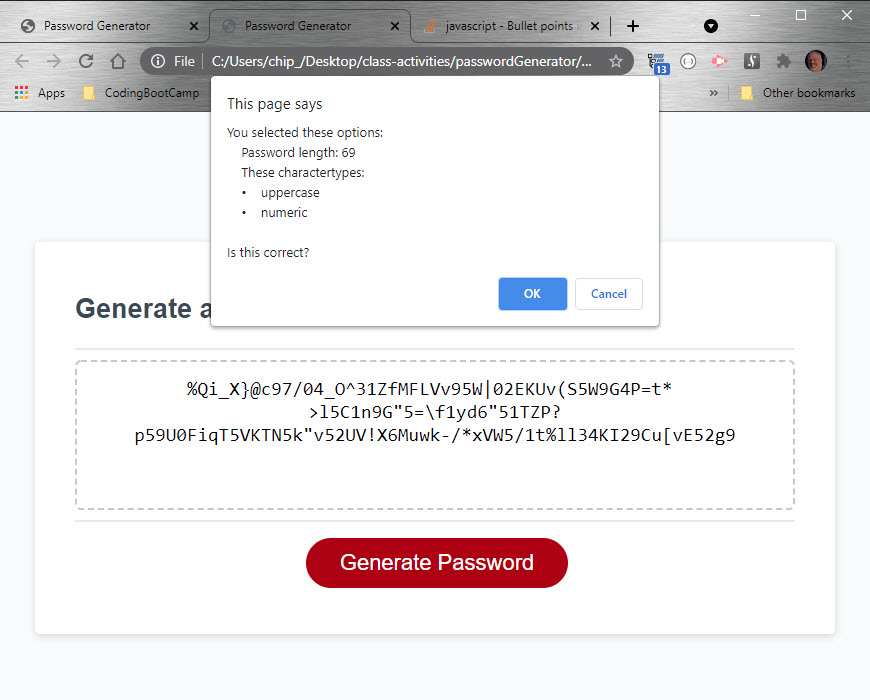 Password Generator
Password Generator
javascript - Bullet points
File
C:/Users/chip_/Desktop/class-activities/passwordGenerator/...
13
Apps
CodingBootCamp
»
Other bookmarks
This page says
You selected these options:
Password length: 69
These charactertypes:
• uppercase
• numeric
Is this correct?
OK
Cancel
Generate a
%Qi_X}@c97/04_O^31ZfMFLVv95W|02EKUv(S5W9G4P=t*
>l5C1n9G"5=\f1yd6"51TZP?
p59U0FiqT5VKTN5k"v52UV!X6Muwk-/*xVW5/1t%ll34KI29Cu[vE52g9
Generate Password